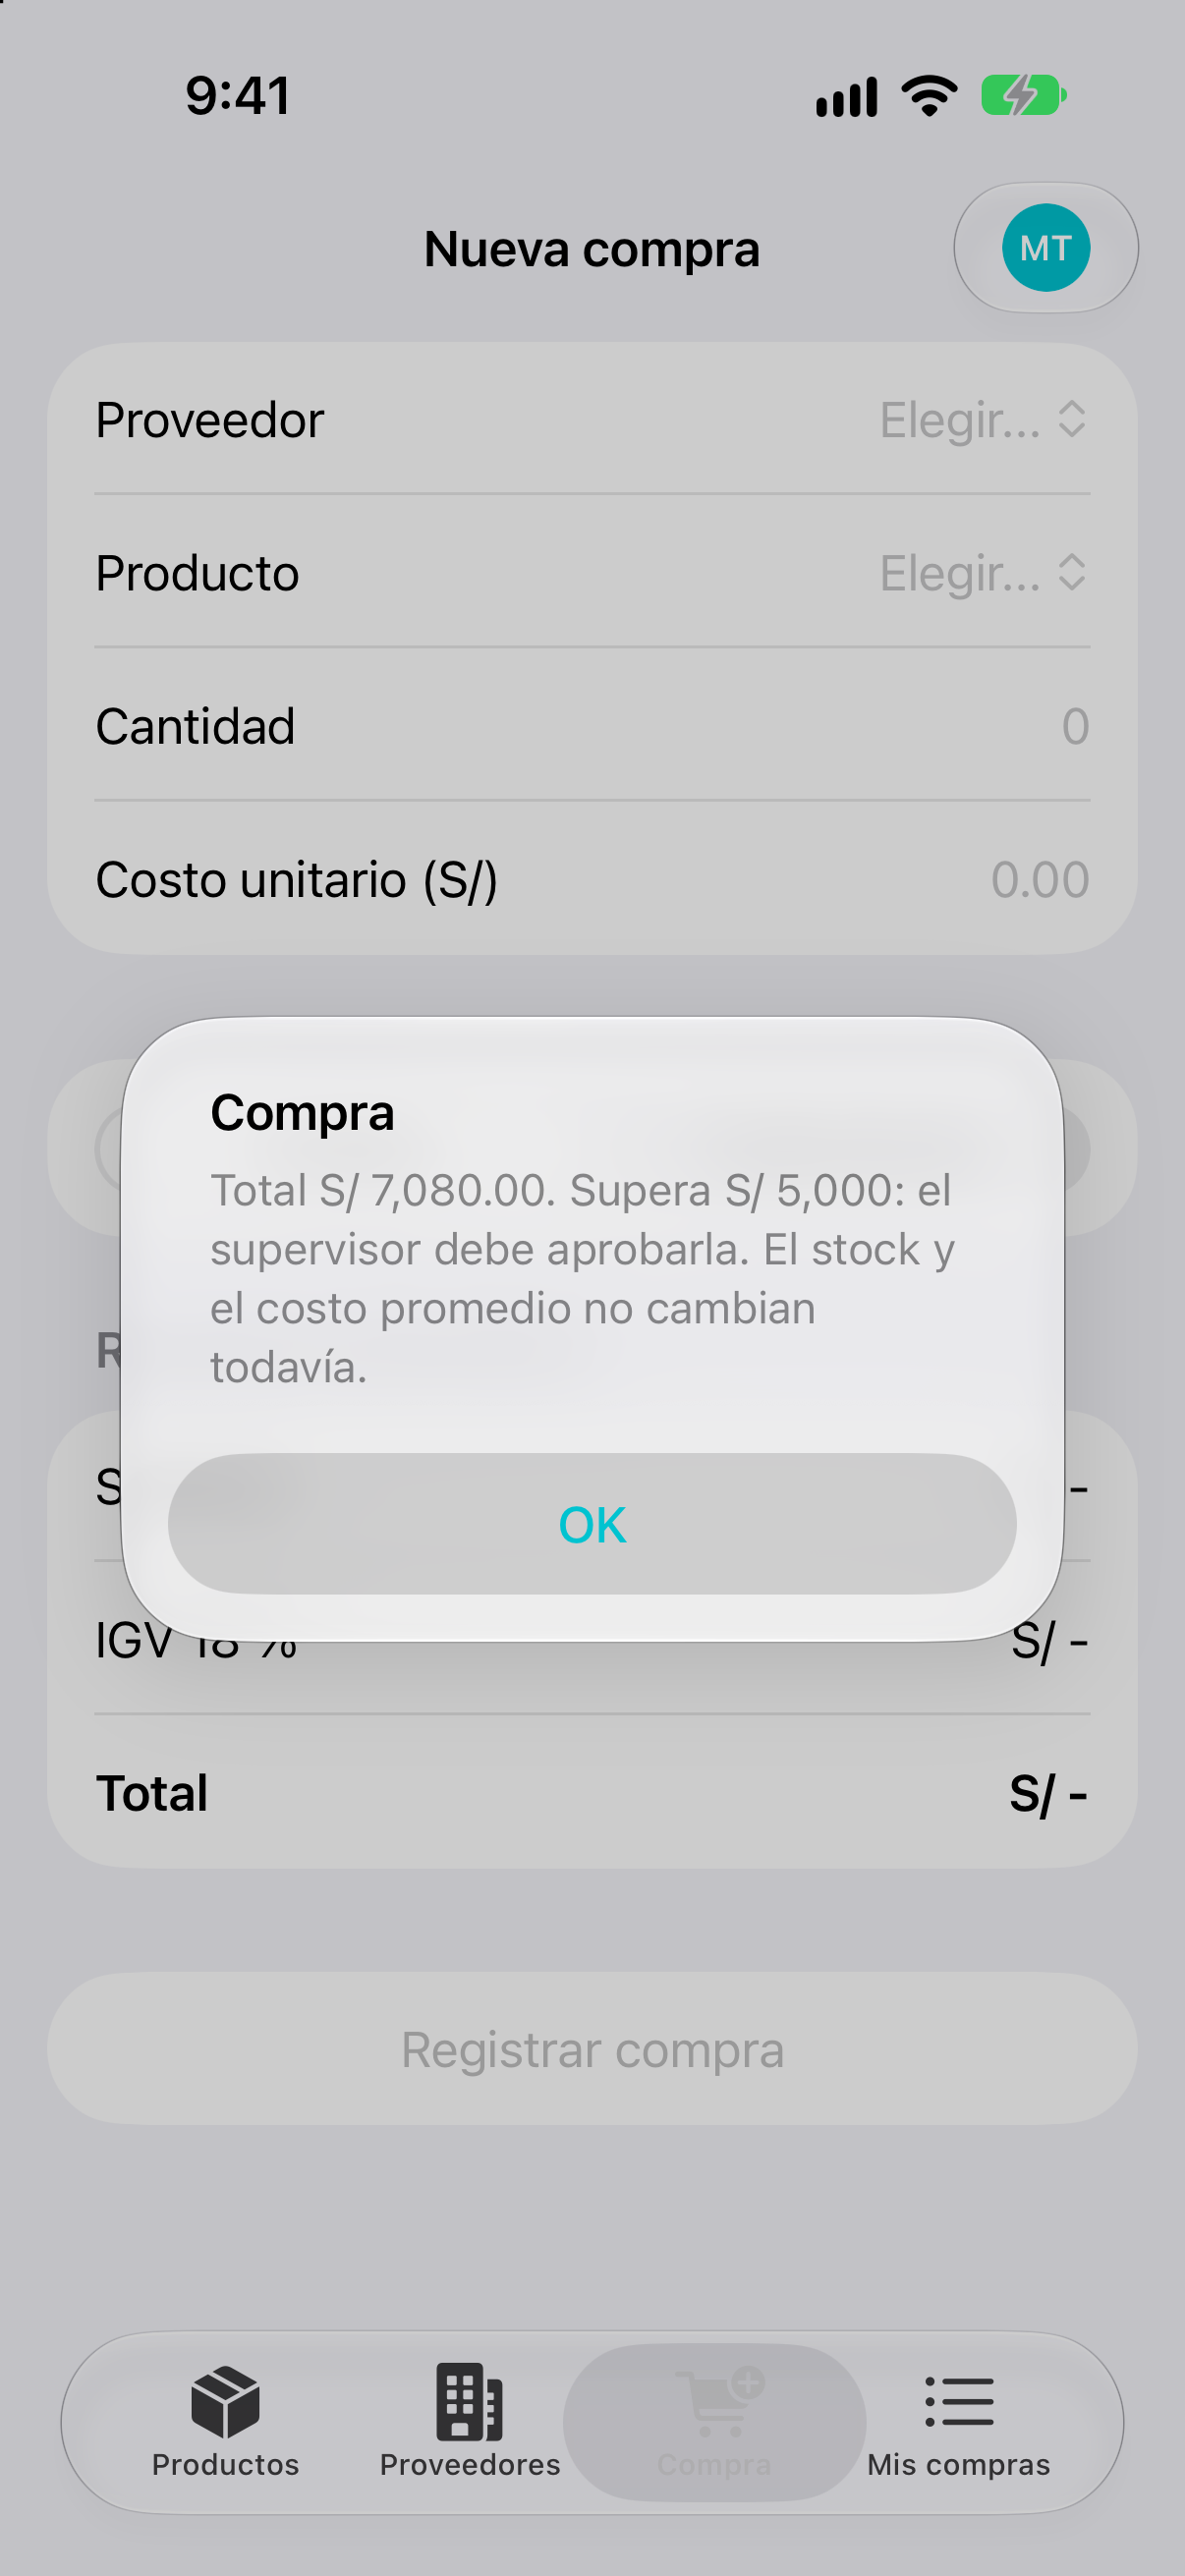 9:41
Nueva compra
MT
Proveedor Elegir...
Producto Elegir...
Cantidad 0
Costo unitario (S/) 0.00
Compra
Total S/ 7,080.00. Supera S/ 5,000: el
supervisor debe aprobarla. El stock y
el costo promedio no cambian
todavía.
OK
IGV 18 % S/ -
Total S/ -
Registrar compra
Productos Proveedores Compra Mis compras